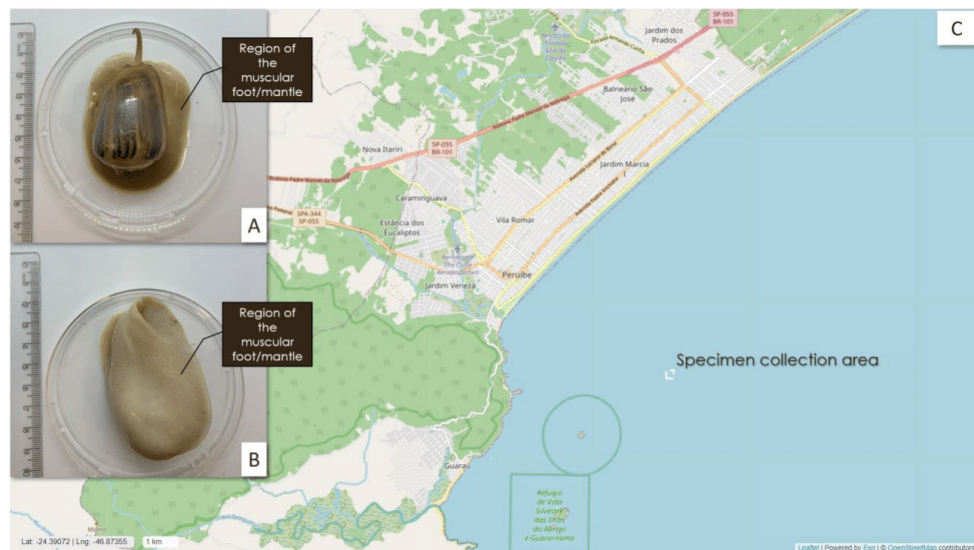 A
Region of
the
muscular
foot/mantle
B
Region of
the
muscular
foot/mantle
C
SP-055
BR-101
Jardim dos
Prados
Balneário São
José
Jardim Marcia
SP-055
BR-101
Nova Itariri
Caraminguava
SPA-344
SP-055
Estância dos
Eucaliptos
Vila Romar
Jardim Veneza
Peruíbe
Specimen collection area
Guaraú
Refúgio
de Vida
Silvestre
das Ilhas
do Abrigo
e Guararitama
Lat: -24.39072 | Lng: -46.87355
1 km
Leaflet | Powered by Esri | © OpenStreetMap contributors